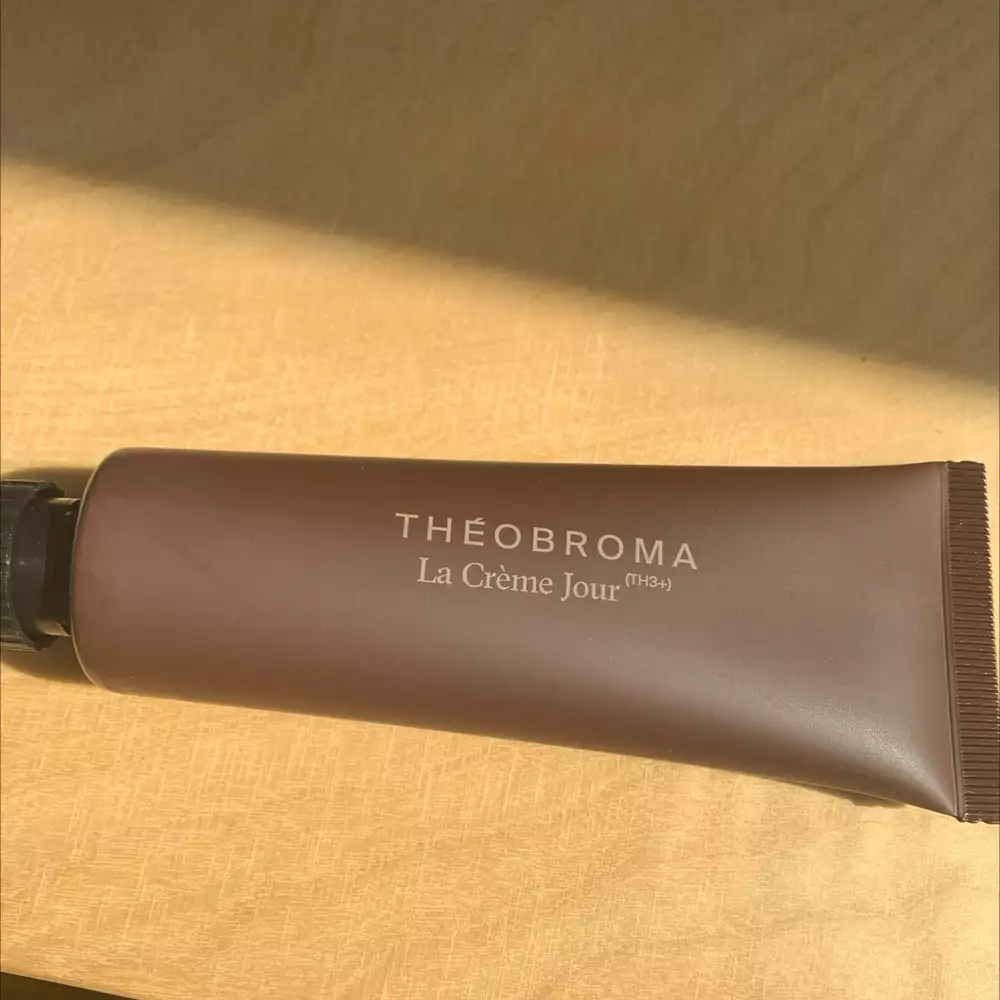 THÉOBROMA
La Crème Jour (TH3+)